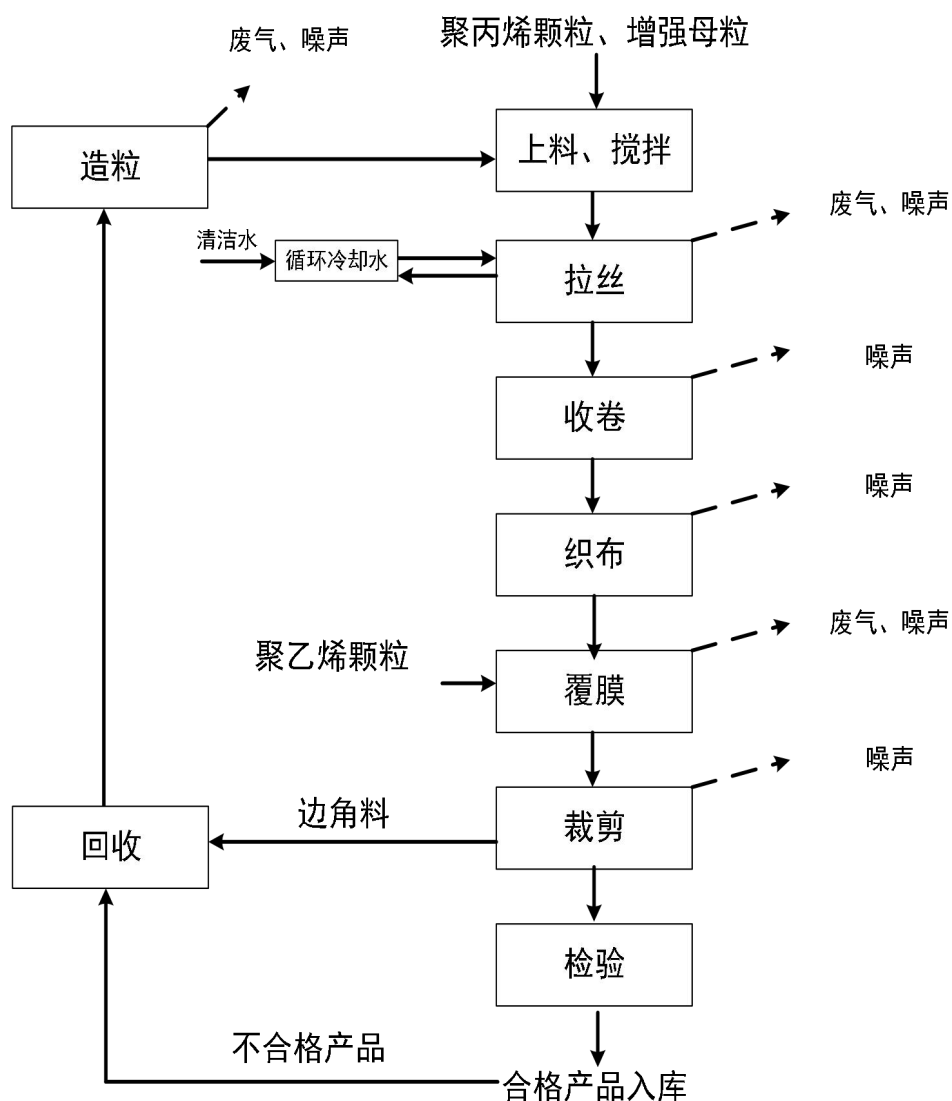 废气、噪声
聚丙烯颗粒、增强母粒
造粒
上料、搅拌
废气、噪声
清洁水
循环冷却水
拉丝
噪声
收卷
噪声
织布
废气、噪声
聚乙烯颗粒
覆膜
噪声
边角料
裁剪
回收
检验
不合格产品
合格产品入库